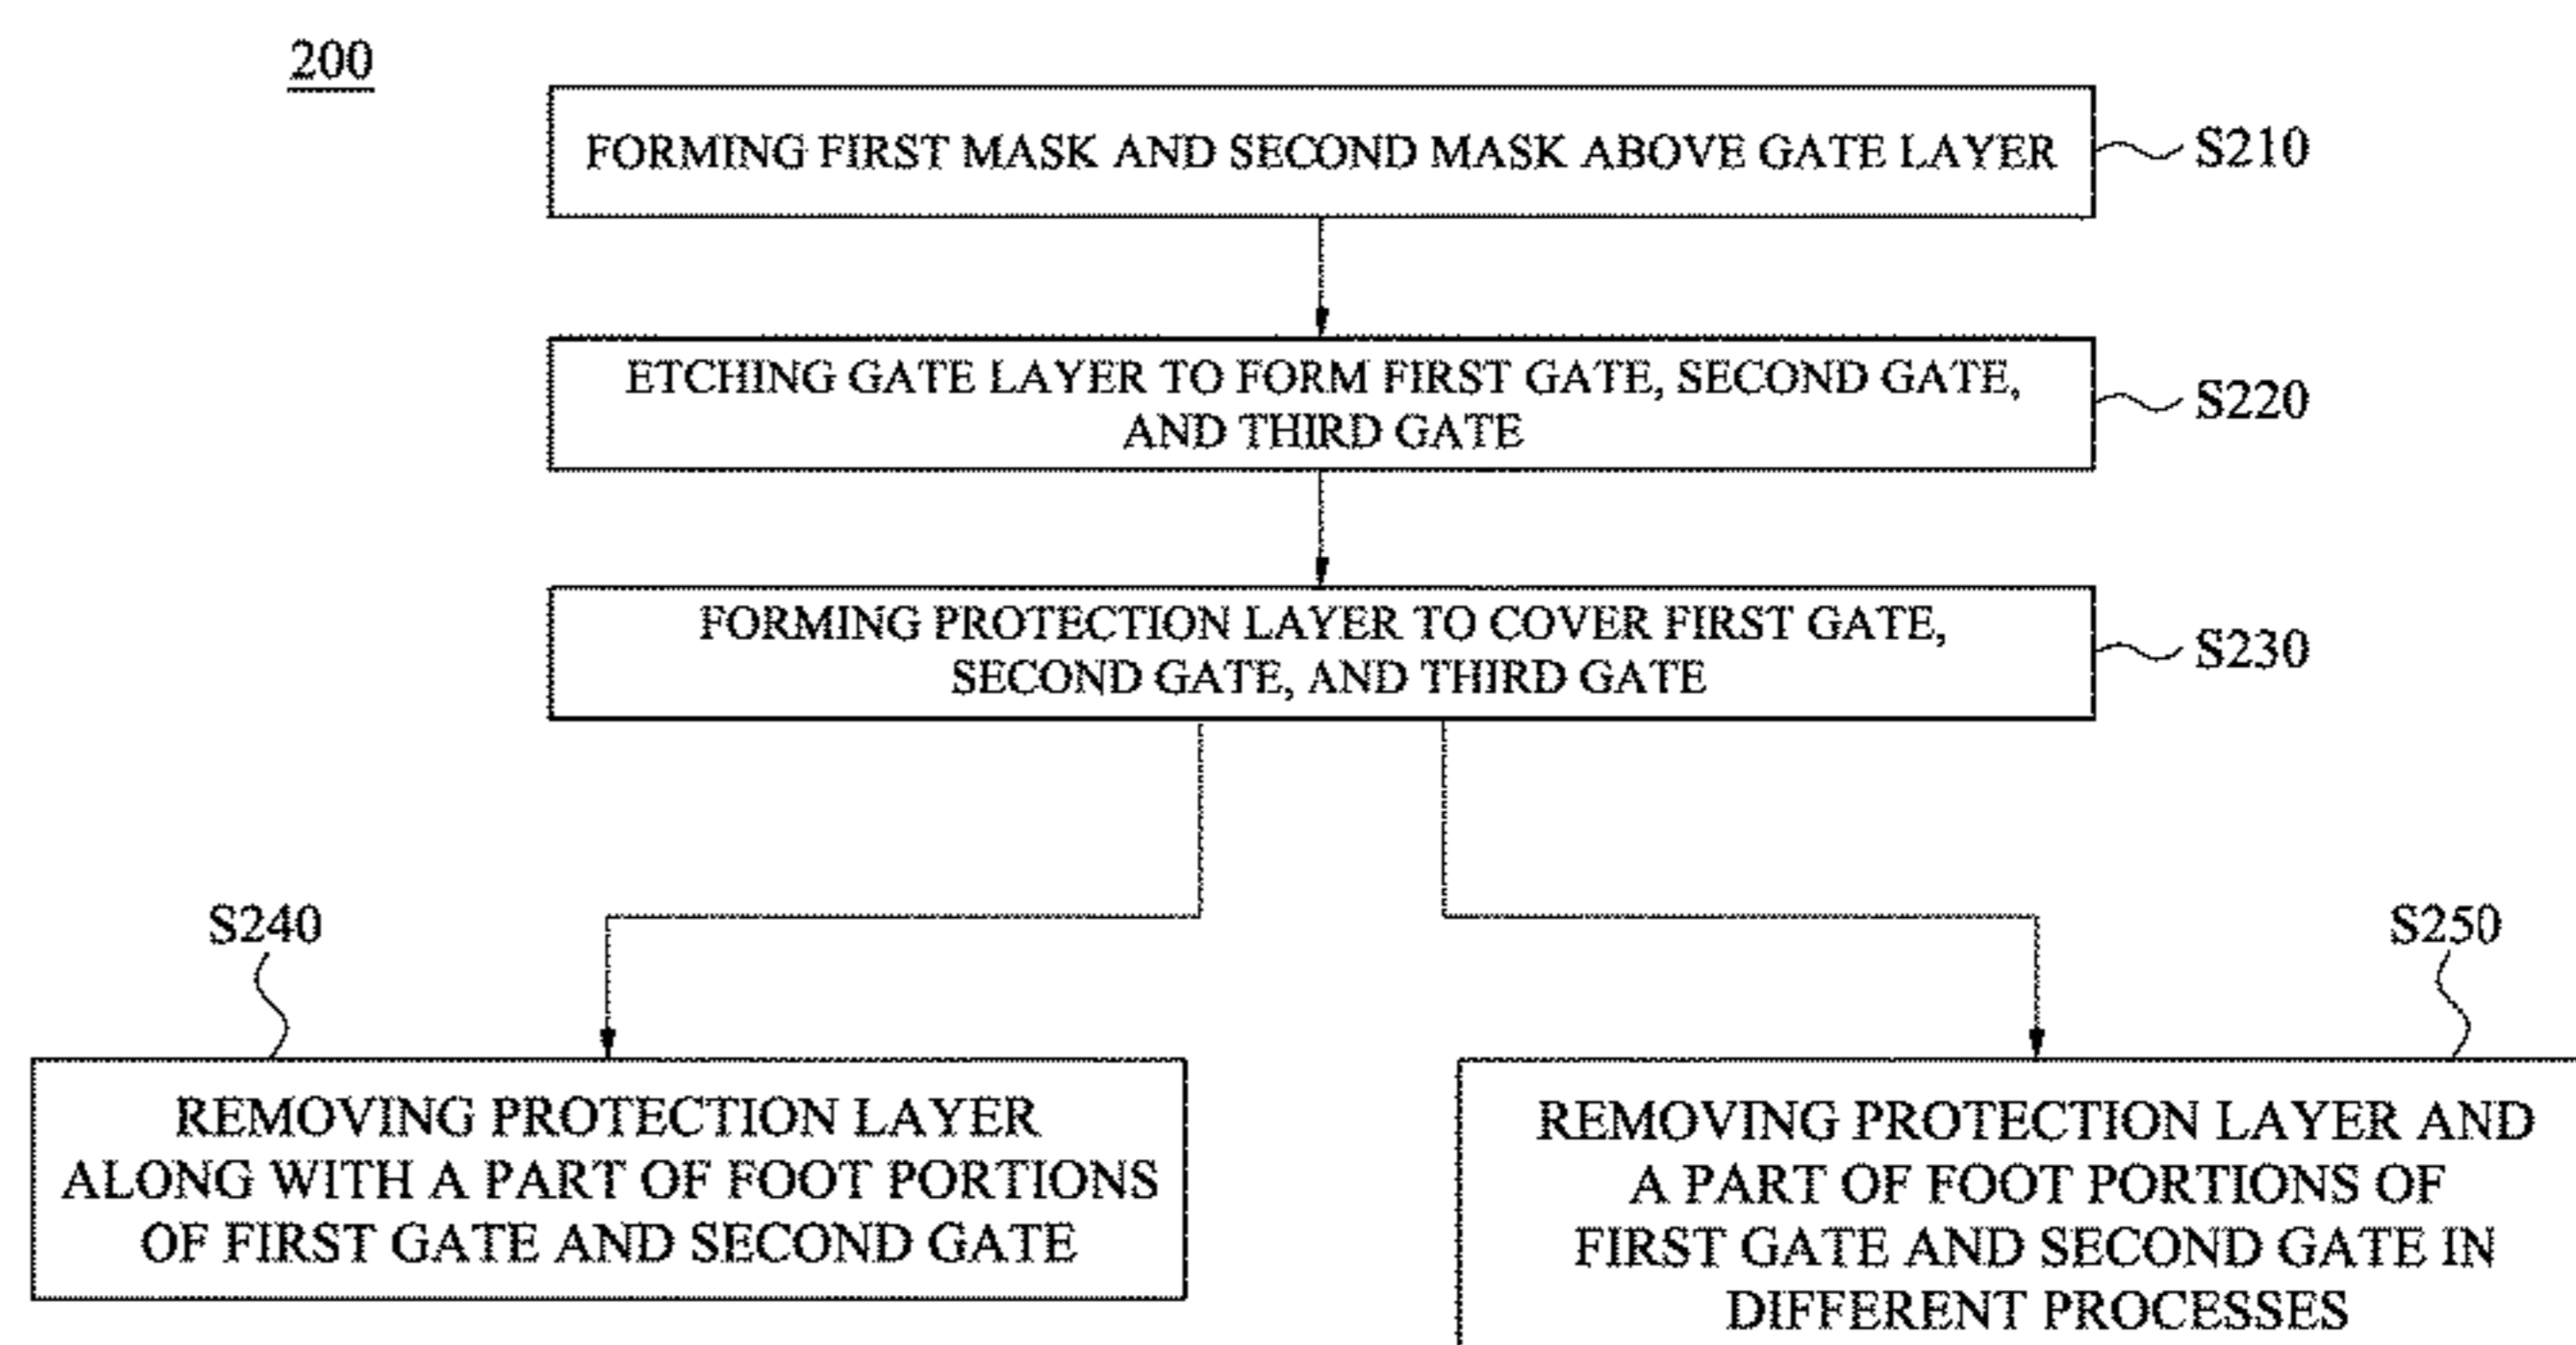 200
FORMING FIRST MASK AND SECOND MASK ABOVE GATE LAYER
S210
ETCHING GATE LAYER TO FORM FIRST GATE, SECOND GATE,
AND THIRD GATE
S220
FORMING PROTECTION LAYER TO COVER FIRST GATE,
SECOND GATE, AND THIRD GATE
S230
S240
REMOVING PROTECTION LAYER
ALONG WITH A PART OF FOOT PORTIONS
OF FIRST GATE AND SECOND GATE
S250
REMOVING PROTECTION LAYER AND
A PART OF FOOT PORTIONS OF
FIRST GATE AND SECOND GATE IN
DIFFERENT PROCESSES